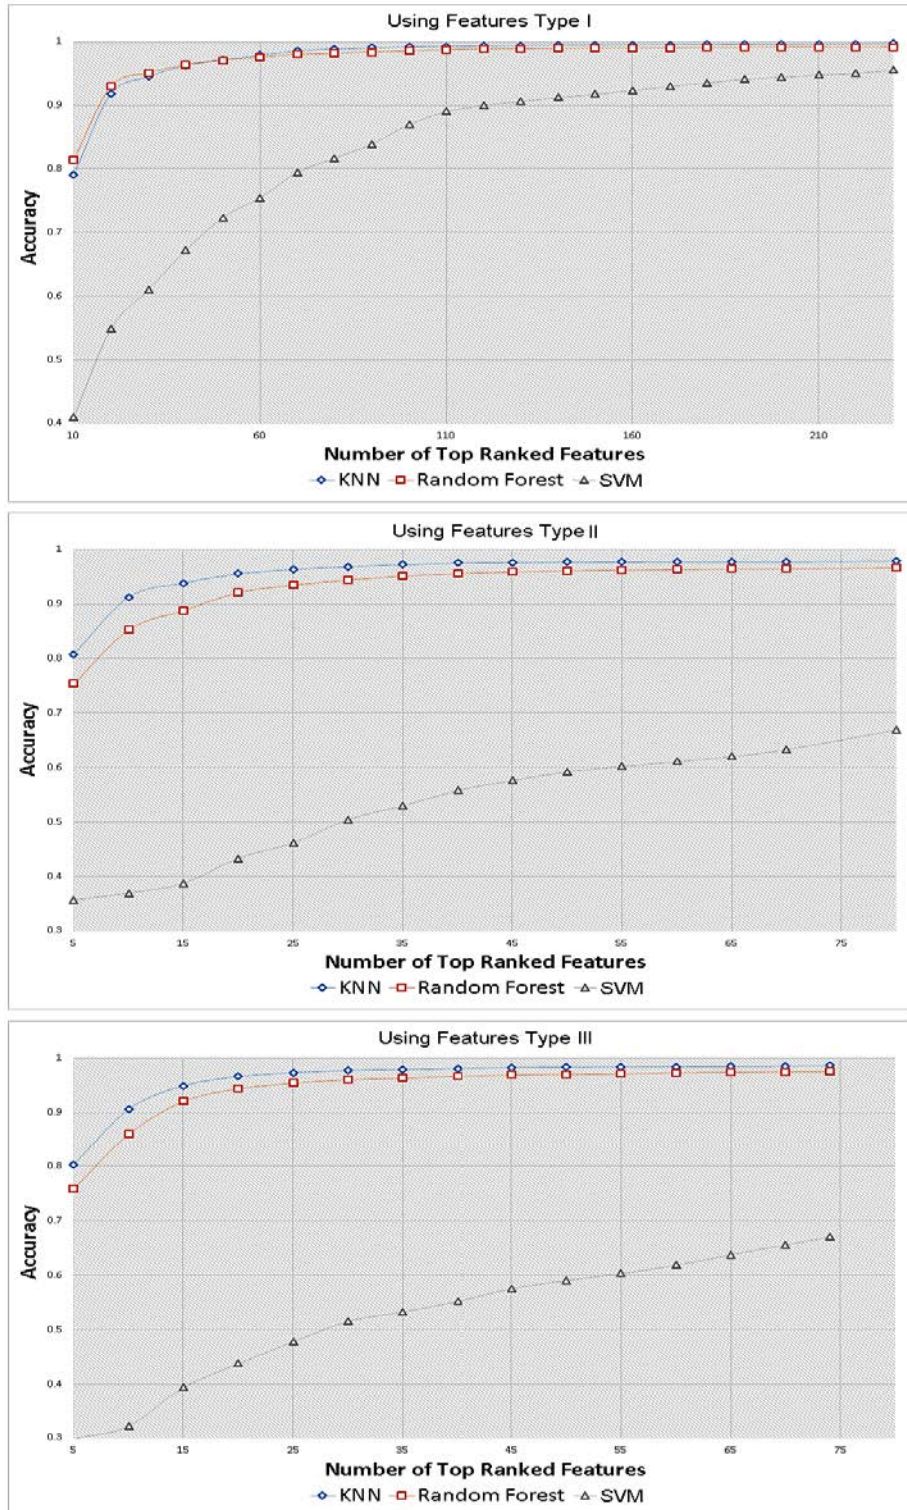 Using Features Type I
1
0.9
0.8
0.7
0.6
0.5
0.4
Accuracy
10 60 110 160 210
Number of Top Ranked Features
KNN Random Forest SVM
Using Features Type II
1
0.9
0.8
0.7
0.6
0.5
0.4
0.3
Accuracy
5 15 25 35 45 55 65 75
Number of Top Ranked Features
KNN Random Forest SVM
Using Features Type III
1
0.9
0.8
0.7
0.6
0.5
0.4
0.3
Accuracy
5 15 25 35 45 55 65 75
Number of Top Ranked Features
KNN Random Forest SVM